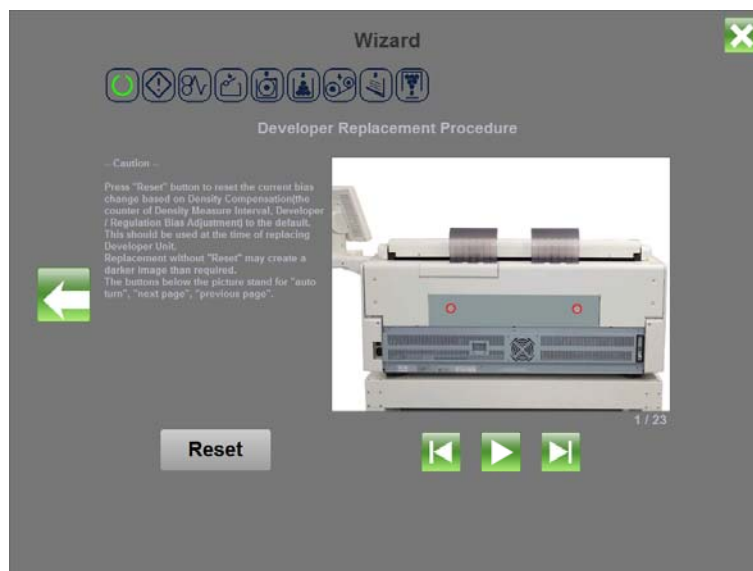 Wizard
Developer Replacement Procedure
-- Caution --
Press "Reset" button to reset the current bias
change based on Density Compensation(the
counter of Density Measure Interval, Developer
/ Regulation Bias Adjustment) to the default.
This should be used at the time of replacing
Developer Unit.
Replacement without "Reset" may create a
darker image than required.
The buttons below the picture stand for "auto
turn", "next page", "previous page".
1 / 23
Reset